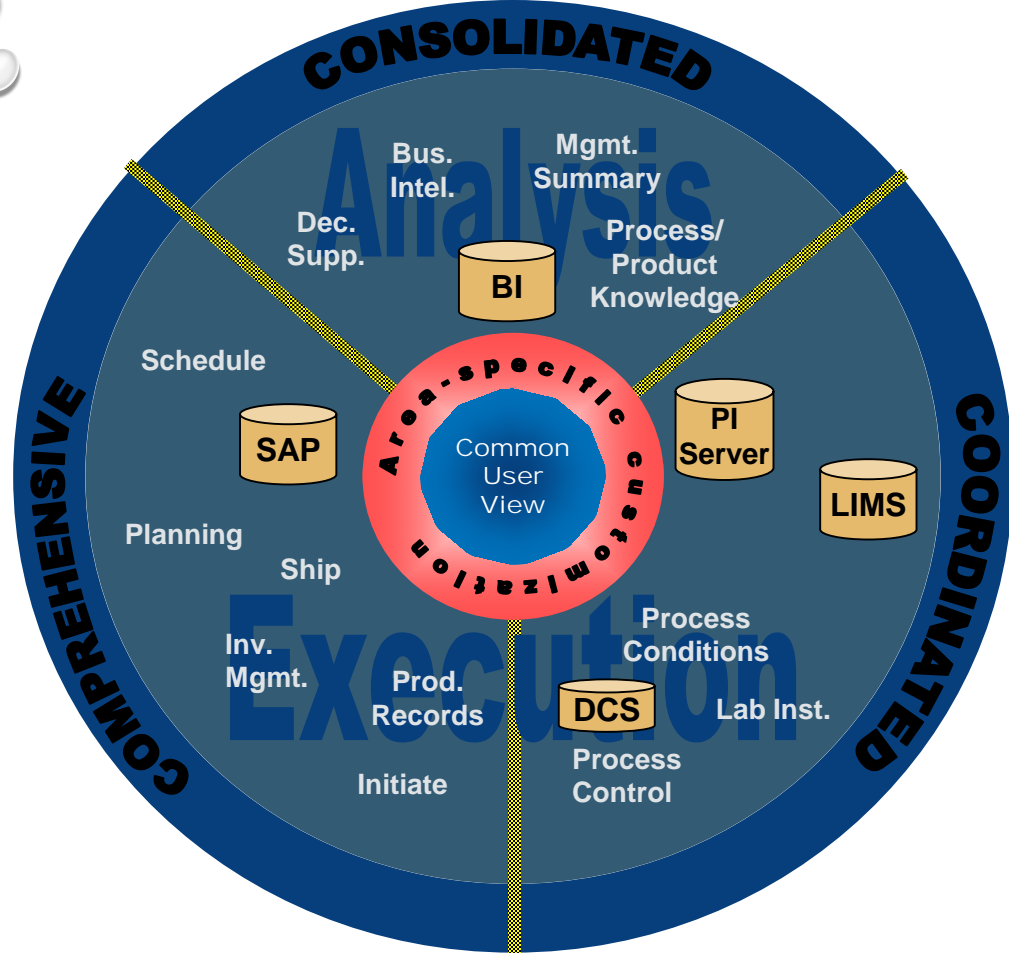 CONSOLIDATED
Analysis
Bus.
Intel.
Mgmt.
Summary
Dec.
Supp.
Process/
Product
Knowledge
BI
Schedule
SAP
Planning
Ship
Inv.
Mgmt.
Prod.
Records
Initiate
COMPREHENSIVE
Area-specific customization
Common
User
View
PI
Server
LIMS
COORDINATED
Execution
Process
Conditions
DCS
Lab Inst.
Process
Control